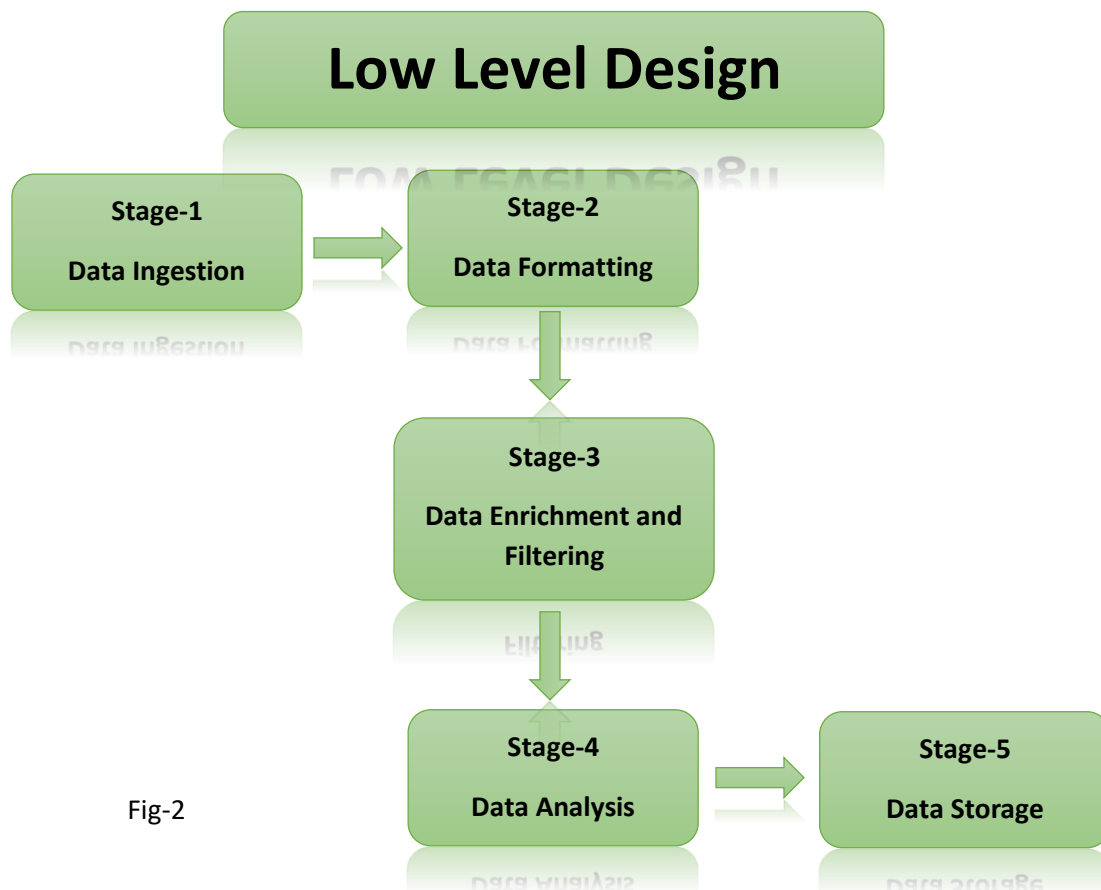 Low Level Design
Stage-1
Data Ingestion
Stage-2
Data Formatting
Stage-3
Data Enrichment and
Filtering
Stage-4
Data Analysis
Stage-5
Data Storage
Fig-2